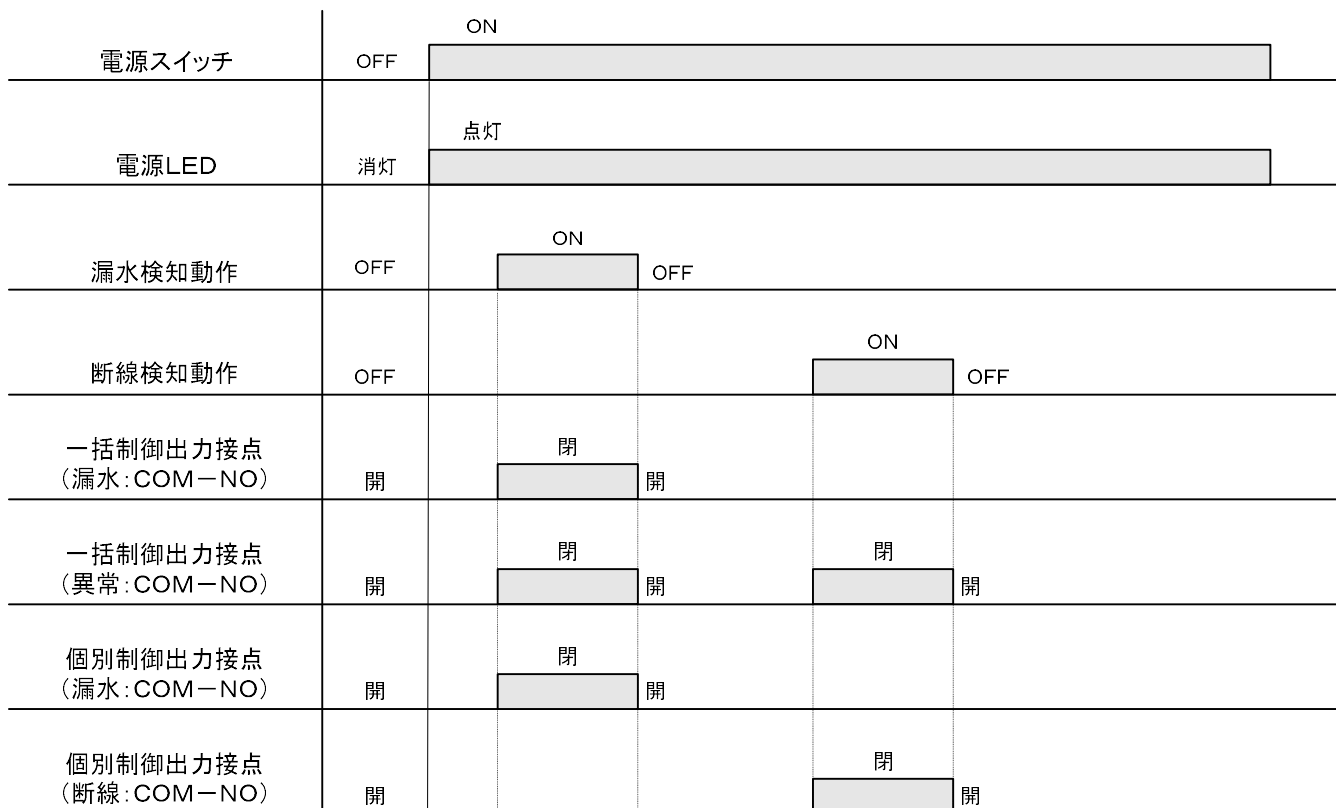 ON
電源スイッチ OFF
点灯
電源LED 消灯
ON
漏水検知動作 OFF OFF
ON
断線検知動作 OFF OFF
一括制御出力接点 閉
（漏水：COM－NO） 開 開
一括制御出力接点 閉 閉
（異常：COM－NO） 開 開 開
個別制御出力接点 閉
（漏水：COM－NO） 開 開
個別制御出力接点 閉
（断線：COM－NO） 開 開